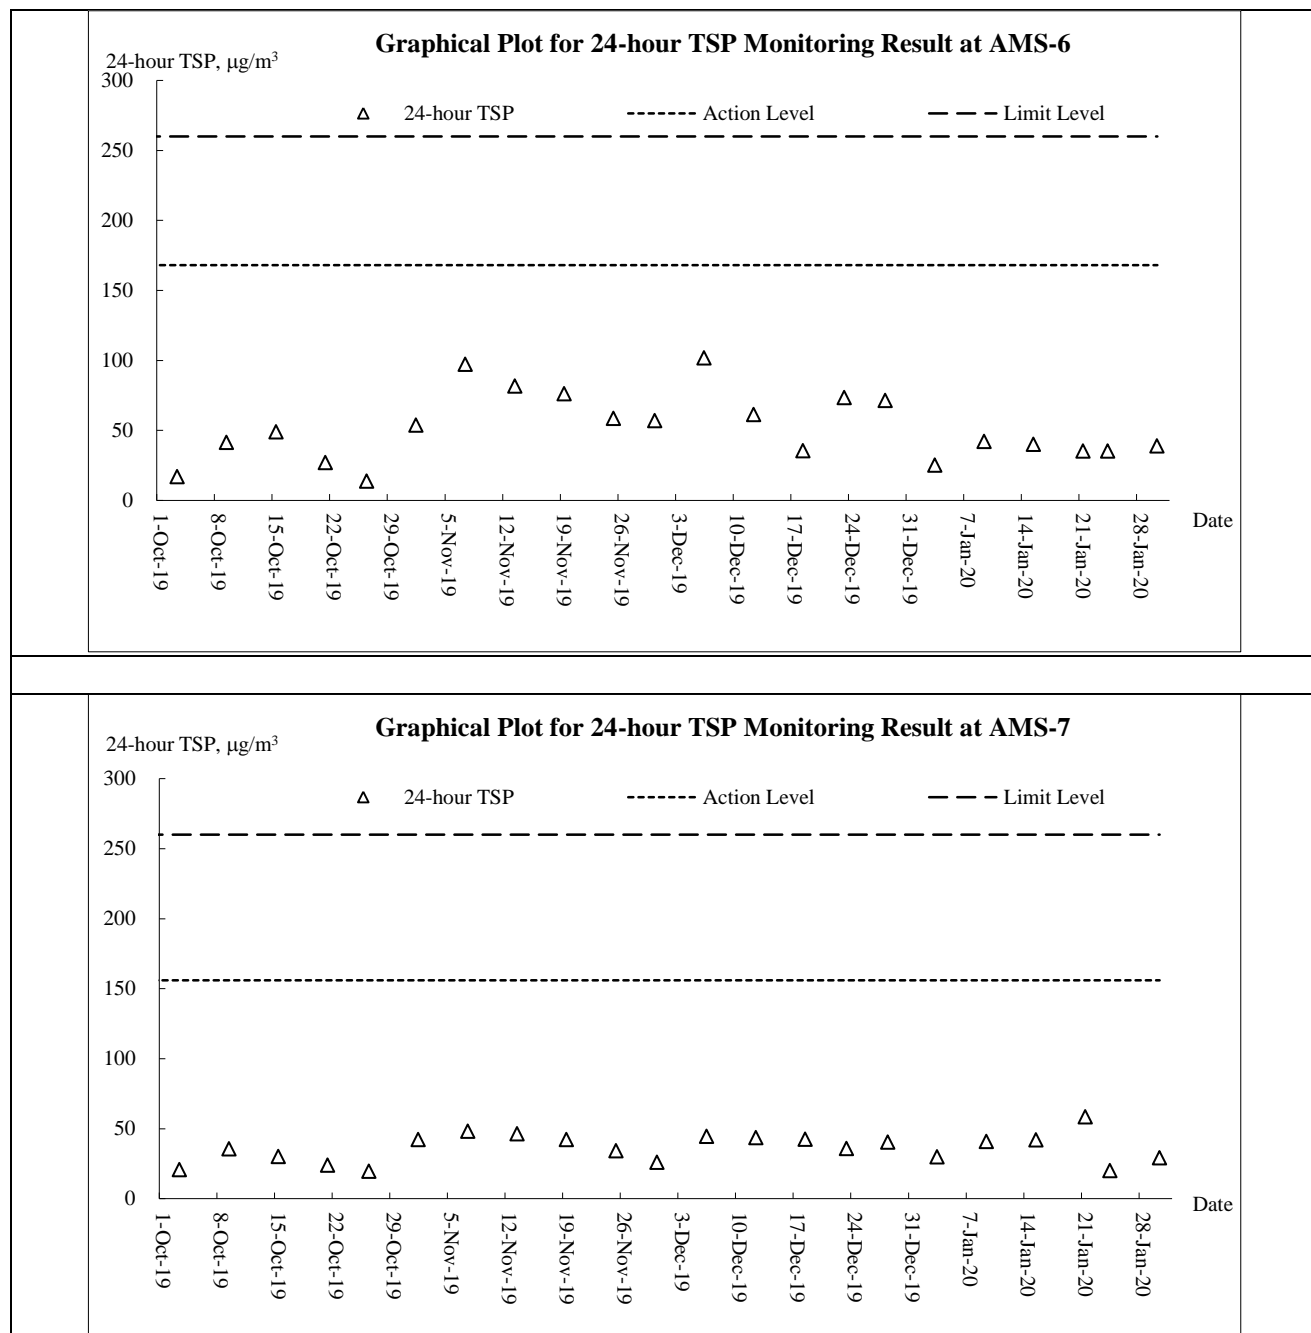 Graphical Plot for 24-hour TSP Monitoring Result at AMS-6
24-hour TSP, μg/m³
300
250
200
150
100
50
0
24-hour TSP
Action Level
Limit Level
1-Oct-19
8-Oct-19
15-Oct-19
22-Oct-19
29-Oct-19
5-Nov-19
12-Nov-19
19-Nov-19
26-Nov-19
3-Dec-19
10-Dec-19
17-Dec-19
24-Dec-19
31-Dec-19
7-Jan-20
14-Jan-20
21-Jan-20
28-Jan-20
Date
Graphical Plot for 24-hour TSP Monitoring Result at AMS-7
24-hour TSP, μg/m³
300
250
200
150
100
50
0
24-hour TSP
Action Level
Limit Level
1-Oct-19
8-Oct-19
15-Oct-19
22-Oct-19
29-Oct-19
5-Nov-19
12-Nov-19
19-Nov-19
26-Nov-19
3-Dec-19
10-Dec-19
17-Dec-19
24-Dec-19
31-Dec-19
7-Jan-20
14-Jan-20
21-Jan-20
28-Jan-20
Date